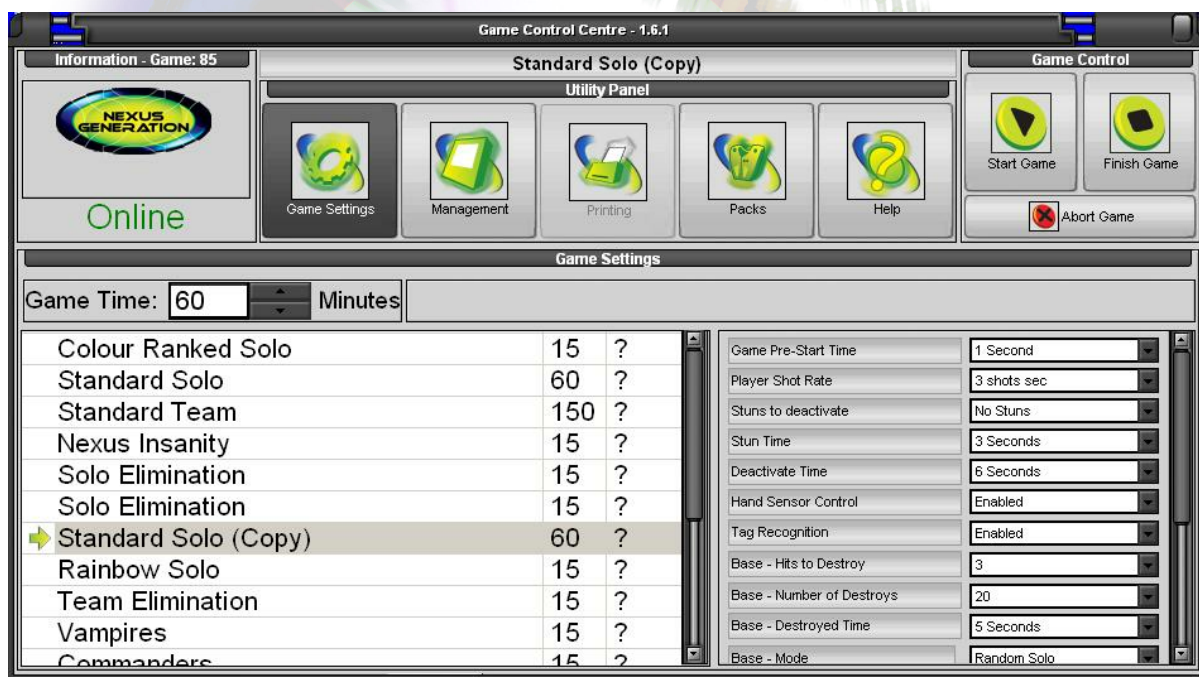 Game Control Centre - 1.6.1
Information - Game: 85
Standard Solo (Copy)
Game Control
Utility Panel
NEXUS
GENERATION
Online
Game Settings
Management
Printing
Packs
Help
Start Game
Finish Game
Abort Game
Game Settings
Game Time: 60 Minutes
Colour Ranked Solo 15 ?
Standard Solo 60 ?
Standard Team 150 ?
Nexus Insanity 15 ?
Solo Elimination 15 ?
Solo Elimination 15 ?
Standard Solo (Copy) 60 ?
Rainbow Solo 15 ?
Team Elimination 15 ?
Vampires 15 ?
Commanders 15 ?
Game Pre-Start Time 1 Second
Player Shot Rate 3 shots sec
Stuns to deactivate No Stuns
Stun Time 3 Seconds
Deactivate Time 6 Seconds
Hand Sensor Control Enabled
Tag Recognition Enabled
Base - Hits to Destroy 3
Base - Number of Destroys 20
Base - Destroyed Time 5 Seconds
Base - Mode Random Solo